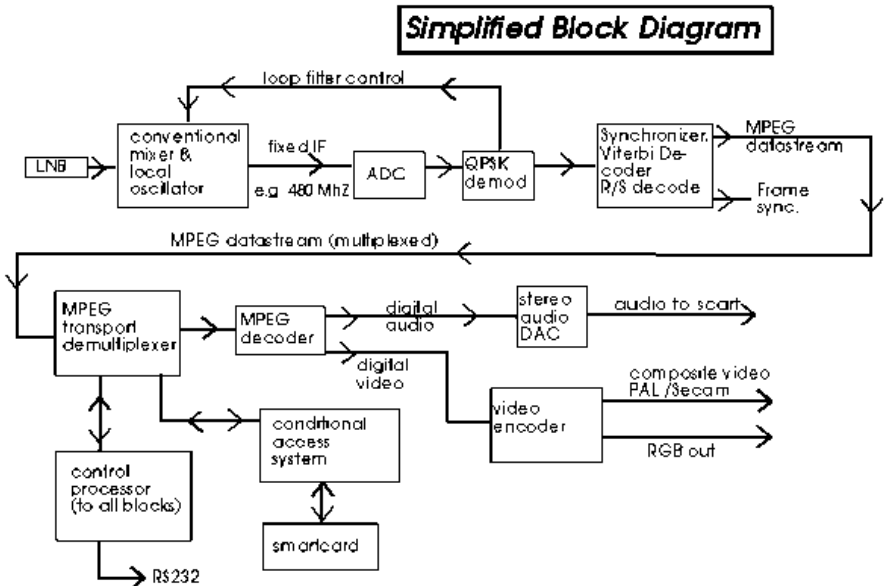 Simplified Block Diagram
loop filter control
LNB
conventional
mixer &
local
oscillator
fixed IF
e.g 480 MhZ
ADC
QPSK
demod
Synchronizer.
Viterbi De-
coder
R/S decode
MPEG
datastream
Frame
sync.
MPEG datastream (multiplexed)
MPEG
transport
demultiplexer
MPEG
decoder
digital
audio
digital
video
stereo
audio
DAC
audio to scart
video
encoder
composite video
PAL /Secam
RGB out
conditional
access
system
control
processor
(to all blocks)
smartcard
RS232